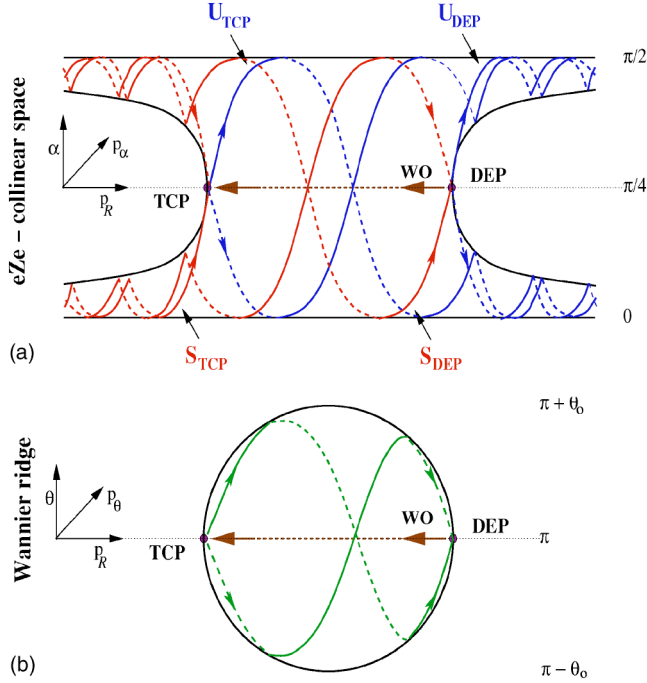 U_TCP U_DEP
π/2
eZe – collinear space
α
p_α
p_R
TCP
WO
DEP
π/4
0
(a)
S_TCP S_DEP
π + θ_o
Wannier ridge
θ
p_θ
p_R
TCP
WO
DEP
π
(b)
π – θ_o